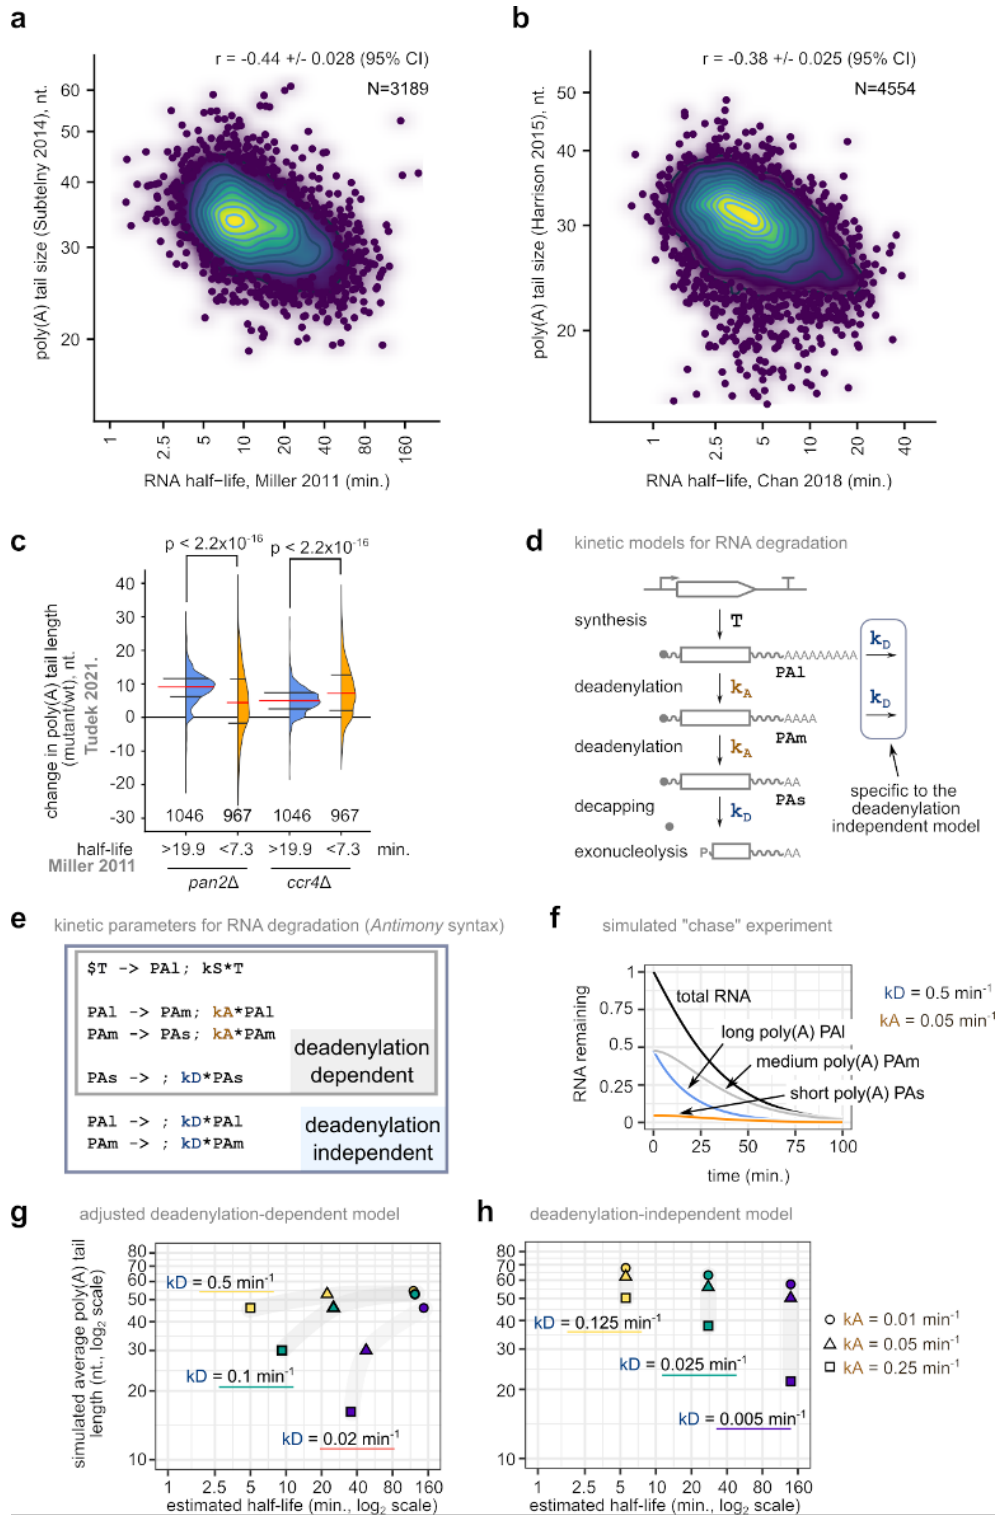 a
r = -0.44 +/- 0.028 (95% CI)
N=3189
poly(A) tail size (Subtelny 2014), nt.
60
50
40
30
20
1
2.5
5
10
20
40
160
RNA half-life, Miller 2011 (min.)
b
r = -0.38 +/- 0.025 (95% CI)
N=4554
poly(A) tail size (Harrison 2015), nt.
50
40
30
20
1
2.5
5
10
20
40
RNA half-life, Chan 2018 (min.)
c
p < 2.2x10-16
p < 2.2x10-16
change in poly(A) tail length
(mutant/wt), nt.
Tudek 2021.
40
30
20
10
0
-10
-20
-30
1046 967 1046 967
half-life >19.9 <7.3 >19.9 <7.3 min.
Miller 2011
pan2Δ ccr4Δ
d
kinetic models for RNA degradation
synthesis T
AAAAAAAAA
PAl
kD
deadenylation kA
AAAA
PAm
kD
deadenylation kA
AA
PAs
decapping kD
exonucleolysis P AA
specific to the
deadenylation
independent model
e
kinetic parameters for RNA degradation (Antimony syntax)
$T -> PAl; kS*T
PAl -> PAm; kA*PAl
PAm -> PAs; kA*PAm
PAs -> ; kD*PAs
deadenylation
dependent
PAl -> ; kD*PAl
PAm -> ; kD*PAm
deadenylation
independent
f
simulated "chase" experiment
RNA remaining
1
0.75
0.5
0.25
0
total RNA
long poly(A) PAl
medium poly(A) PAm
short poly(A) PAs
0 25 50 75 100
time (min.)
kD = 0.5 min-1
kA = 0.05 min-1
g
adjusted deadenylation-dependent model
simulated average poly(A) tail
length (nt., log2 scale)
80
70
60
50
40
30
20
10
kD = 0.5 min-1
kD = 0.1 min-1
kD = 0.02 min-1
1 2.5 5 10 20 40 80 160
estimated half-life (min., log2 scale)
h
deadenylation-independent model
80
70
60
50
40
30
20
10
kD = 0.125 min-1
kD = 0.025 min-1
kD = 0.005 min-1
1 2.5 5 10 20 40 80 160
estimated half-life (min., log2 scale)
kA = 0.01 min-1
kA = 0.05 min-1
kA = 0.25 min-1